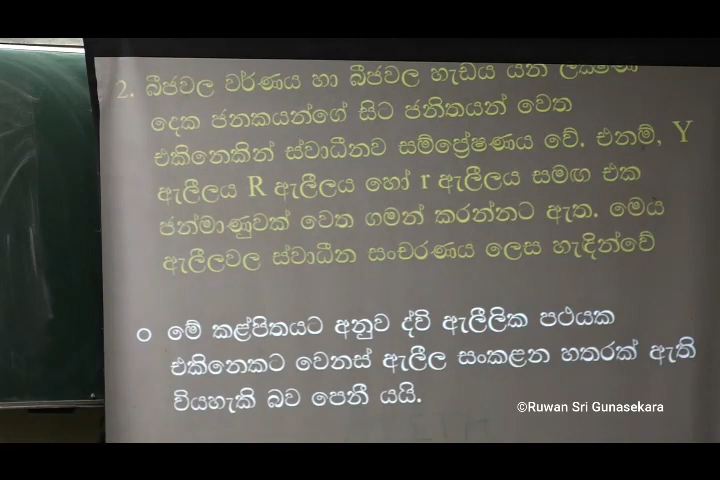 2. බීජවල වර්ණය හා බීජවල හැඩය යන ලක්ෂණ
දෙක ජනකයන්ගේ සිට ජනිතයන් වෙත
එකිනෙකින් ස්වාධීනව සම්ප්‍රේෂණය වේ. එනම්, Y
ඇලීලය R ඇලීලය හෝ r ඇලීලය සමඟ එක
ජන්මාණුවක් වෙත ගමන් කරන්නට ඇත. මෙය
ඇලීලවල ස්වාධීන සංචරණය ලෙස හැඳින්වේ
o මේ කල්පිතයට අනුව ද්වි ඇලීලික පථයක
එකිනෙකට වෙනස් ඇලීල සංකළන හතරක් ඇති
වියහැකි බව පෙනී යයි.
©Ruwan Sri Gunasekara